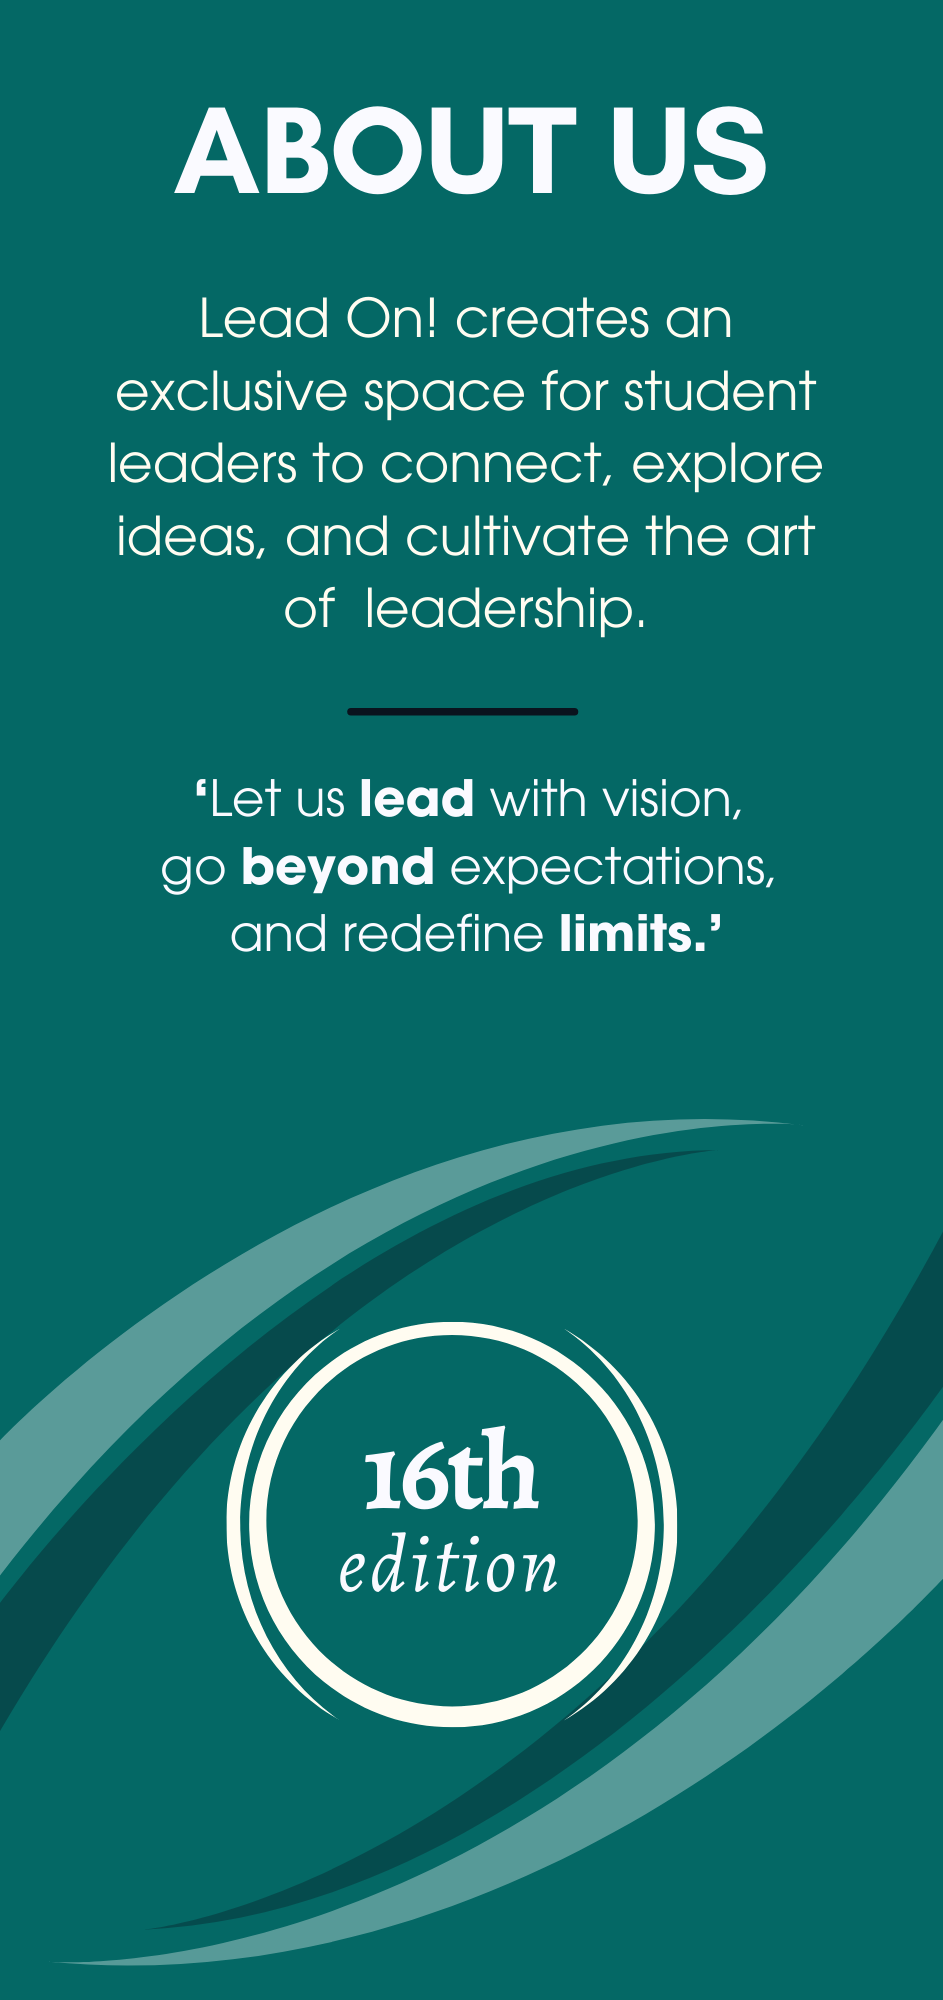 ABOUT US
Lead On! creates an
exclusive space for student
leaders to connect, explore
ideas, and cultivate the art
of  leadership.
‘Let us lead with vision,
go beyond expectations,
and redefine limits.’
16th
edition